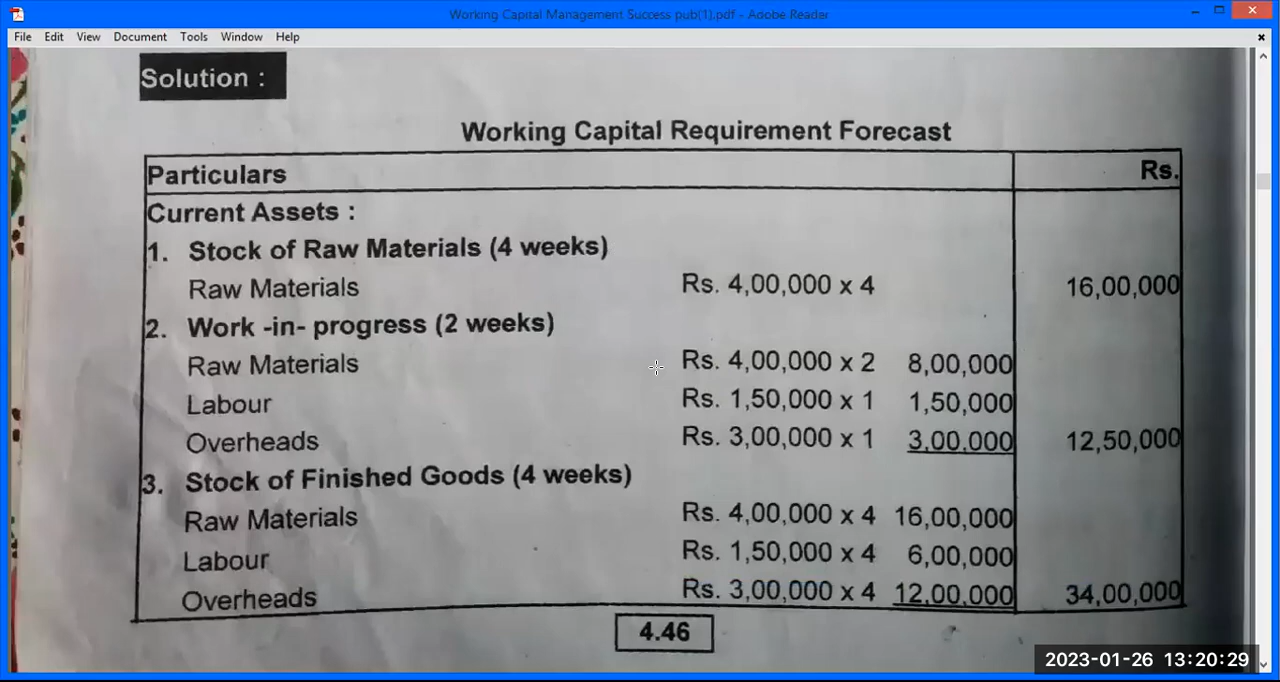 Working Capital Management Success pub(1).pdf - Adobe Reader
File Edit View Document Tools Window Help
Solution :
Working Capital Requirement Forecast
Particulars Rs.
Current Assets :
1. Stock of Raw Materials (4 weeks)
Raw Materials Rs. 4,00,000 x 4 16,00,000
2. Work -in- progress (2 weeks)
Raw Materials Rs. 4,00,000 x 2 8,00,000
Labour Rs. 1,50,000 x 1 1,50,000
Overheads Rs. 3,00,000 x 1 3,00,000 12,50,000
3. Stock of Finished Goods (4 weeks)
Raw Materials Rs. 4,00,000 x 4 16,00,000
Labour Rs. 1,50,000 x 4 6,00,000
Overheads Rs. 3,00,000 x 4 12,00,000 34,00,000
4.46
2023-01-26 13:20:29